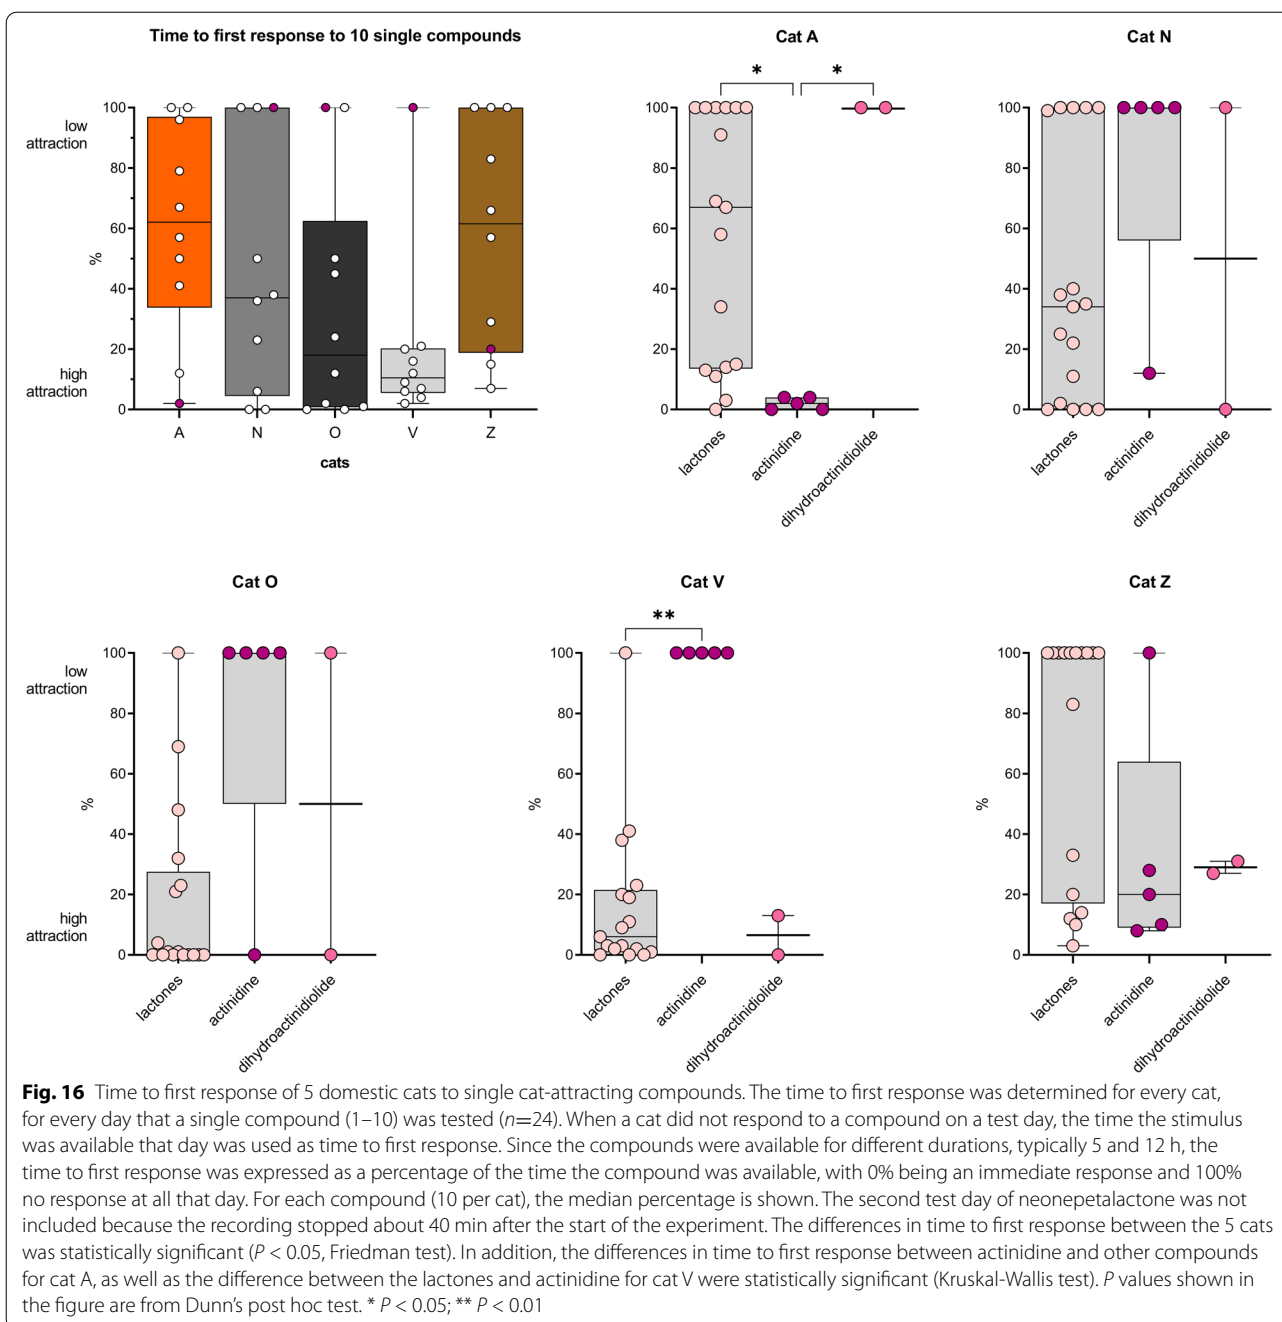 Time to first response to 10 single compounds
%
low attraction
high attraction
100
80
60
40
20
0
A N O V Z
cats
Cat A
* *
100
80
60
40
20
0
lactones
actinidine
dihydroactinidiolide
Cat N
100
80
60
40
20
0
lactones
actinidine
dihydroactinidiolide
Cat O
%
low attraction
high attraction
100
80
60
40
20
0
lactones
actinidine
dihydroactinidiolide
Cat V
**
%
100
80
60
40
20
0
lactones
actinidine
dihydroactinidiolide
Cat Z
%
100
80
60
40
20
0
lactones
actinidine
dihydroactinidiolide
Fig. 16 Time to first response of 5 domestic cats to single cat-attracting compounds. The time to first response was determined for every cat,
for every day that a single compound (1–10) was tested (n=24). When a cat did not respond to a compound on a test day, the time the stimulus
was available that day was used as time to first response. Since the compounds were available for different durations, typically 5 and 12 h, the
time to first response was expressed as a percentage of the time the compound was available, with 0% being an immediate response and 100%
no response at all that day. For each compound (10 per cat), the median percentage is shown. The second test day of neonepetalactone was not
included because the recording stopped about 40 min after the start of the experiment. The differences in time to first response between the 5 cats
was statistically significant (P < 0.05, Friedman test). In addition, the differences in time to first response between actinidine and other compounds
for cat A, as well as the difference between the lactones and actinidine for cat V were statistically significant (Kruskal-Wallis test). P values shown in
the figure are from Dunn's post hoc test. * P < 0.05; ** P < 0.01